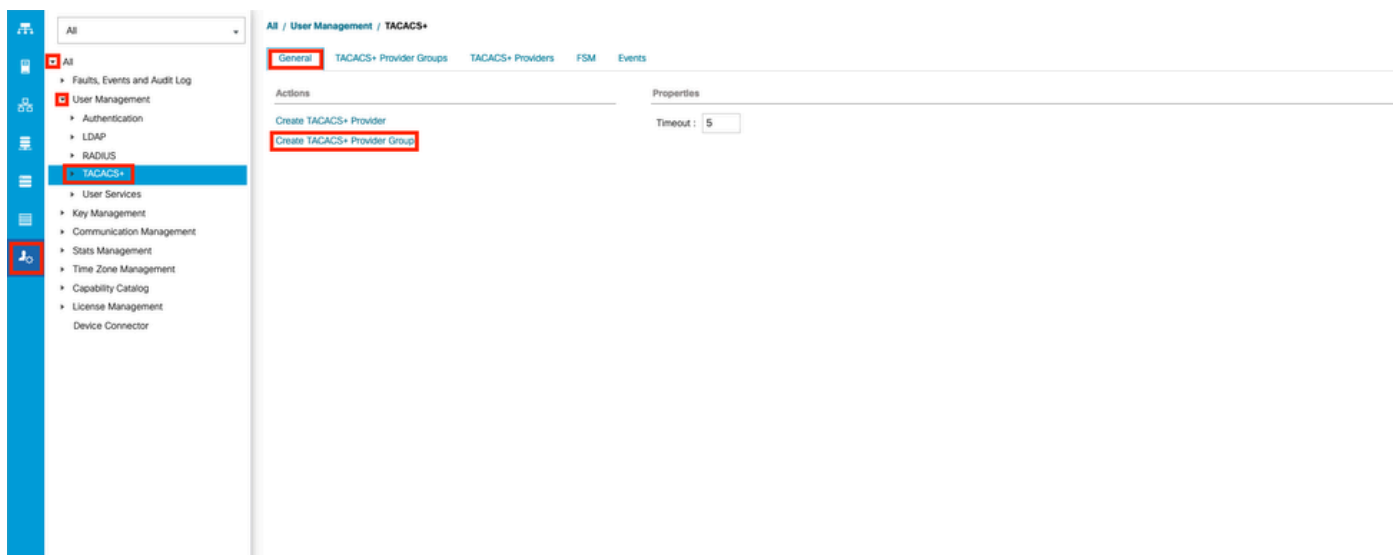 All
All
Faults, Events and Audit Log
User Management
Authentication
LDAP
RADIUS
TACACS+
User Services
Key Management
Communication Management
Stats Management
Time Zone Management
Capability Catalog
License Management
Device Connector
All / User Management / TACACS+
General TACACS+ Provider Groups TACACS+ Providers FSM Events
Actions
Create TACACS+ Provider
Create TACACS+ Provider Group
Properties
Timeout : 5